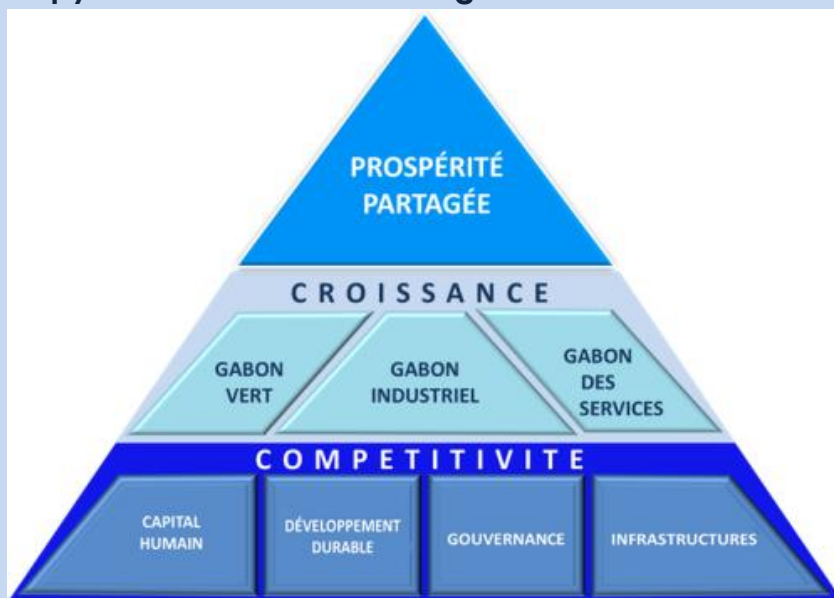 PROSPÉRITÉ
PARTAGÉE
CROISSANCE
GABON
VERT
GABON
INDUSTRIEL
GABON
DES
SERVICES
COMPETITIVITE
CAPITAL
HUMAIN
DÉVELOPPEMENT
DURABLE
GOUVERNANCE
INFRASTRUCTURES